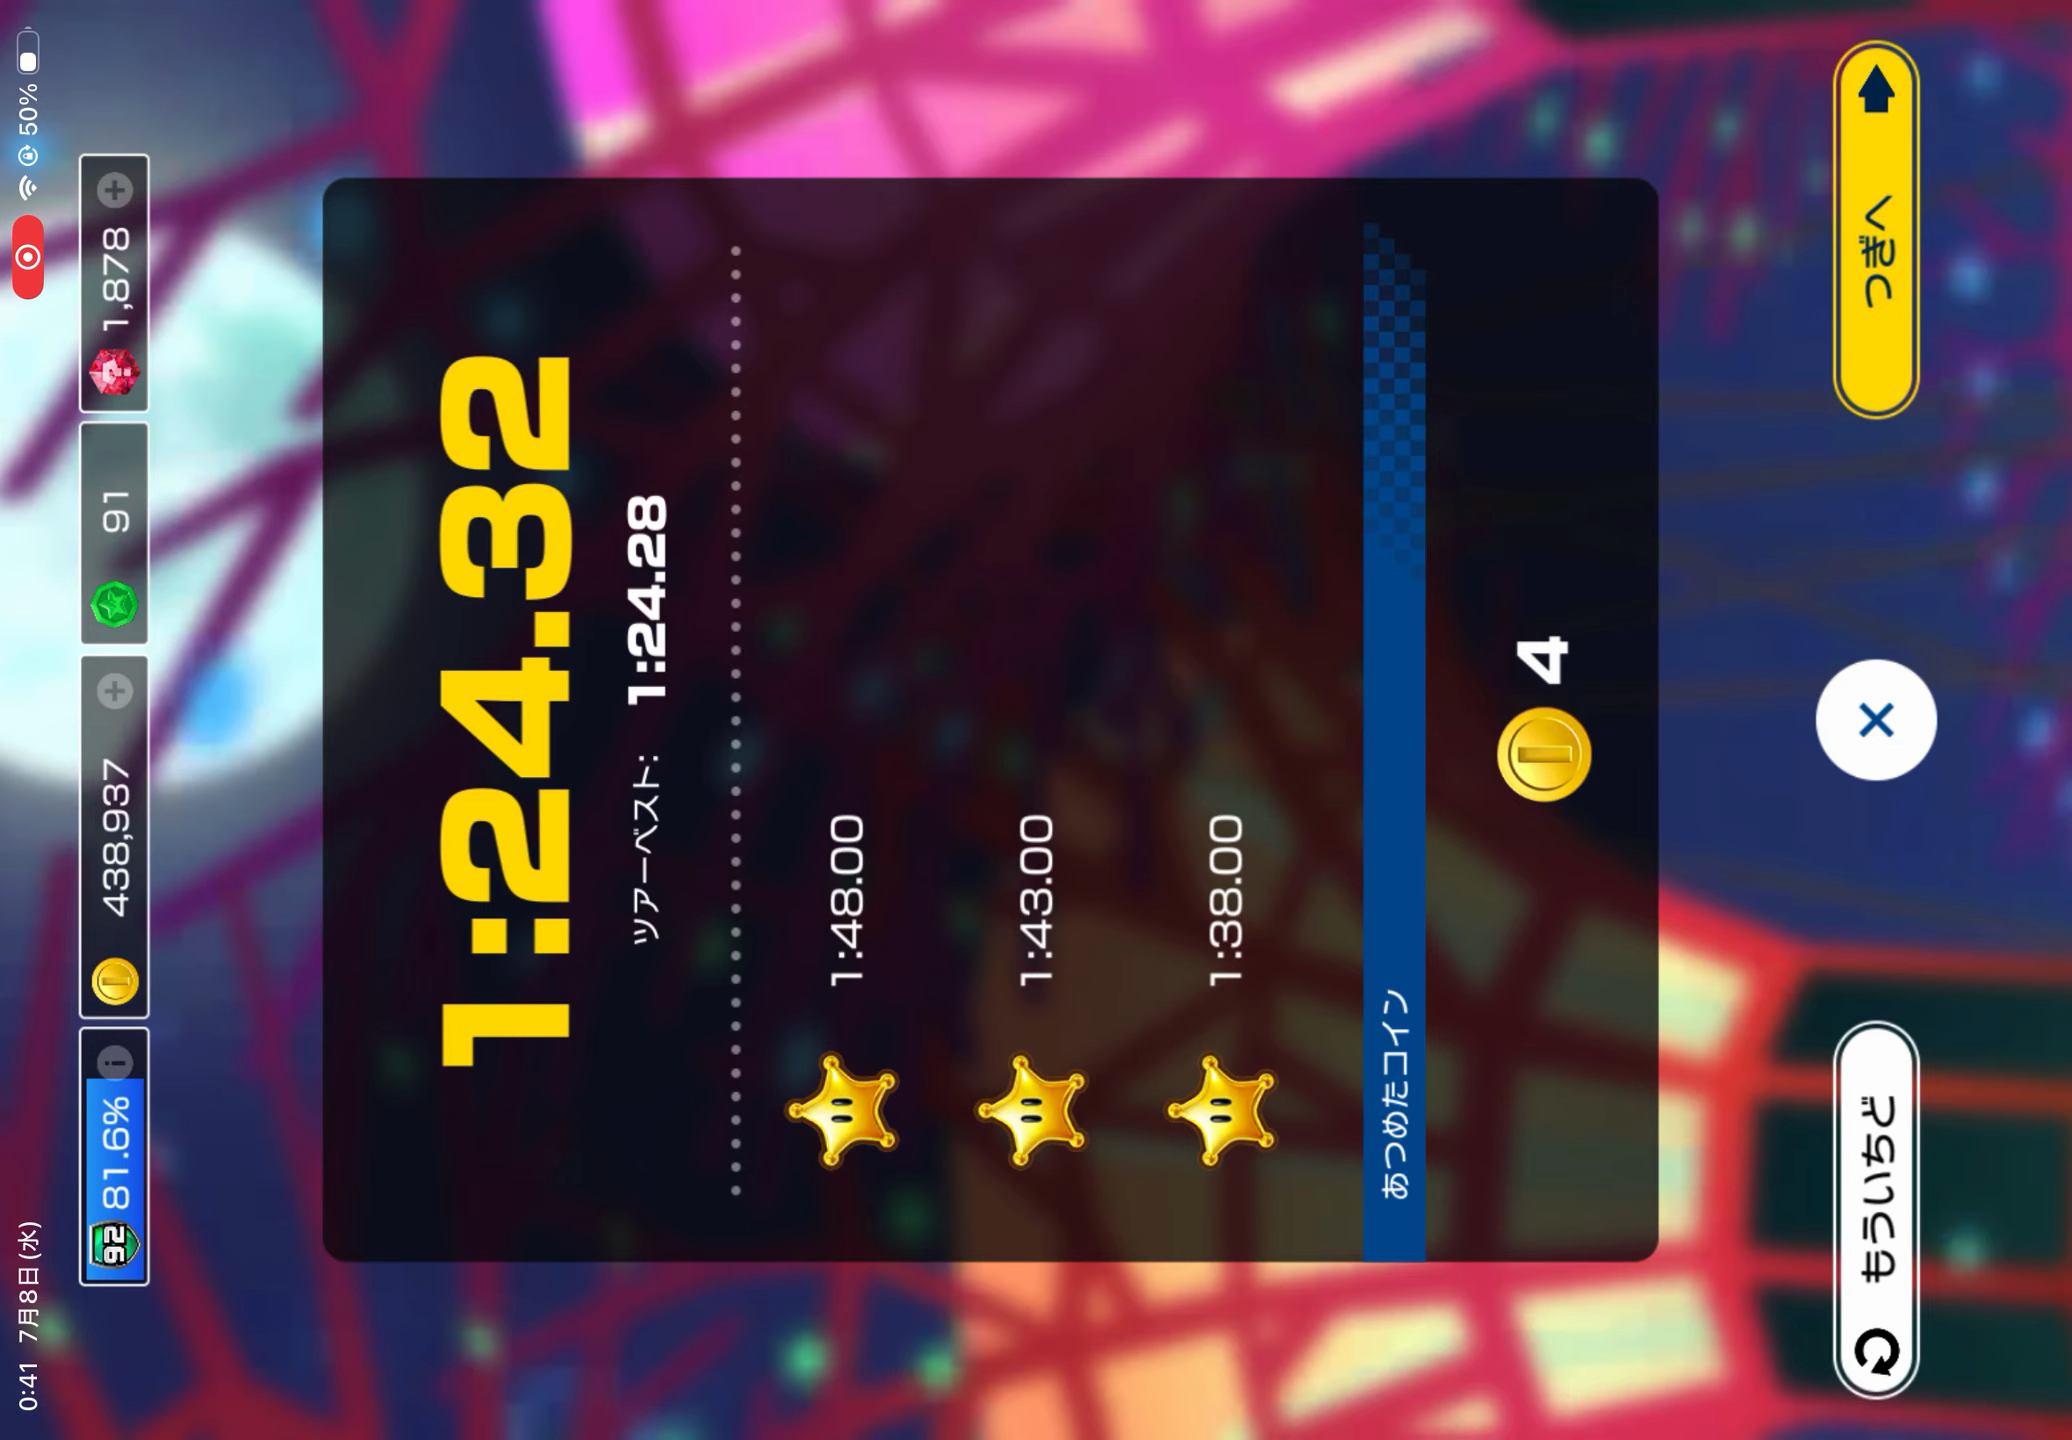 0:41 7月8日(水) 50%
92 81.6% i 438,937 + 91 1,878 +
1:24.32
ツアーベスト: 1:24.28
1:48.00
1:43.00
1:38.00
あつめたコイン
4
もういちど × つぎへ